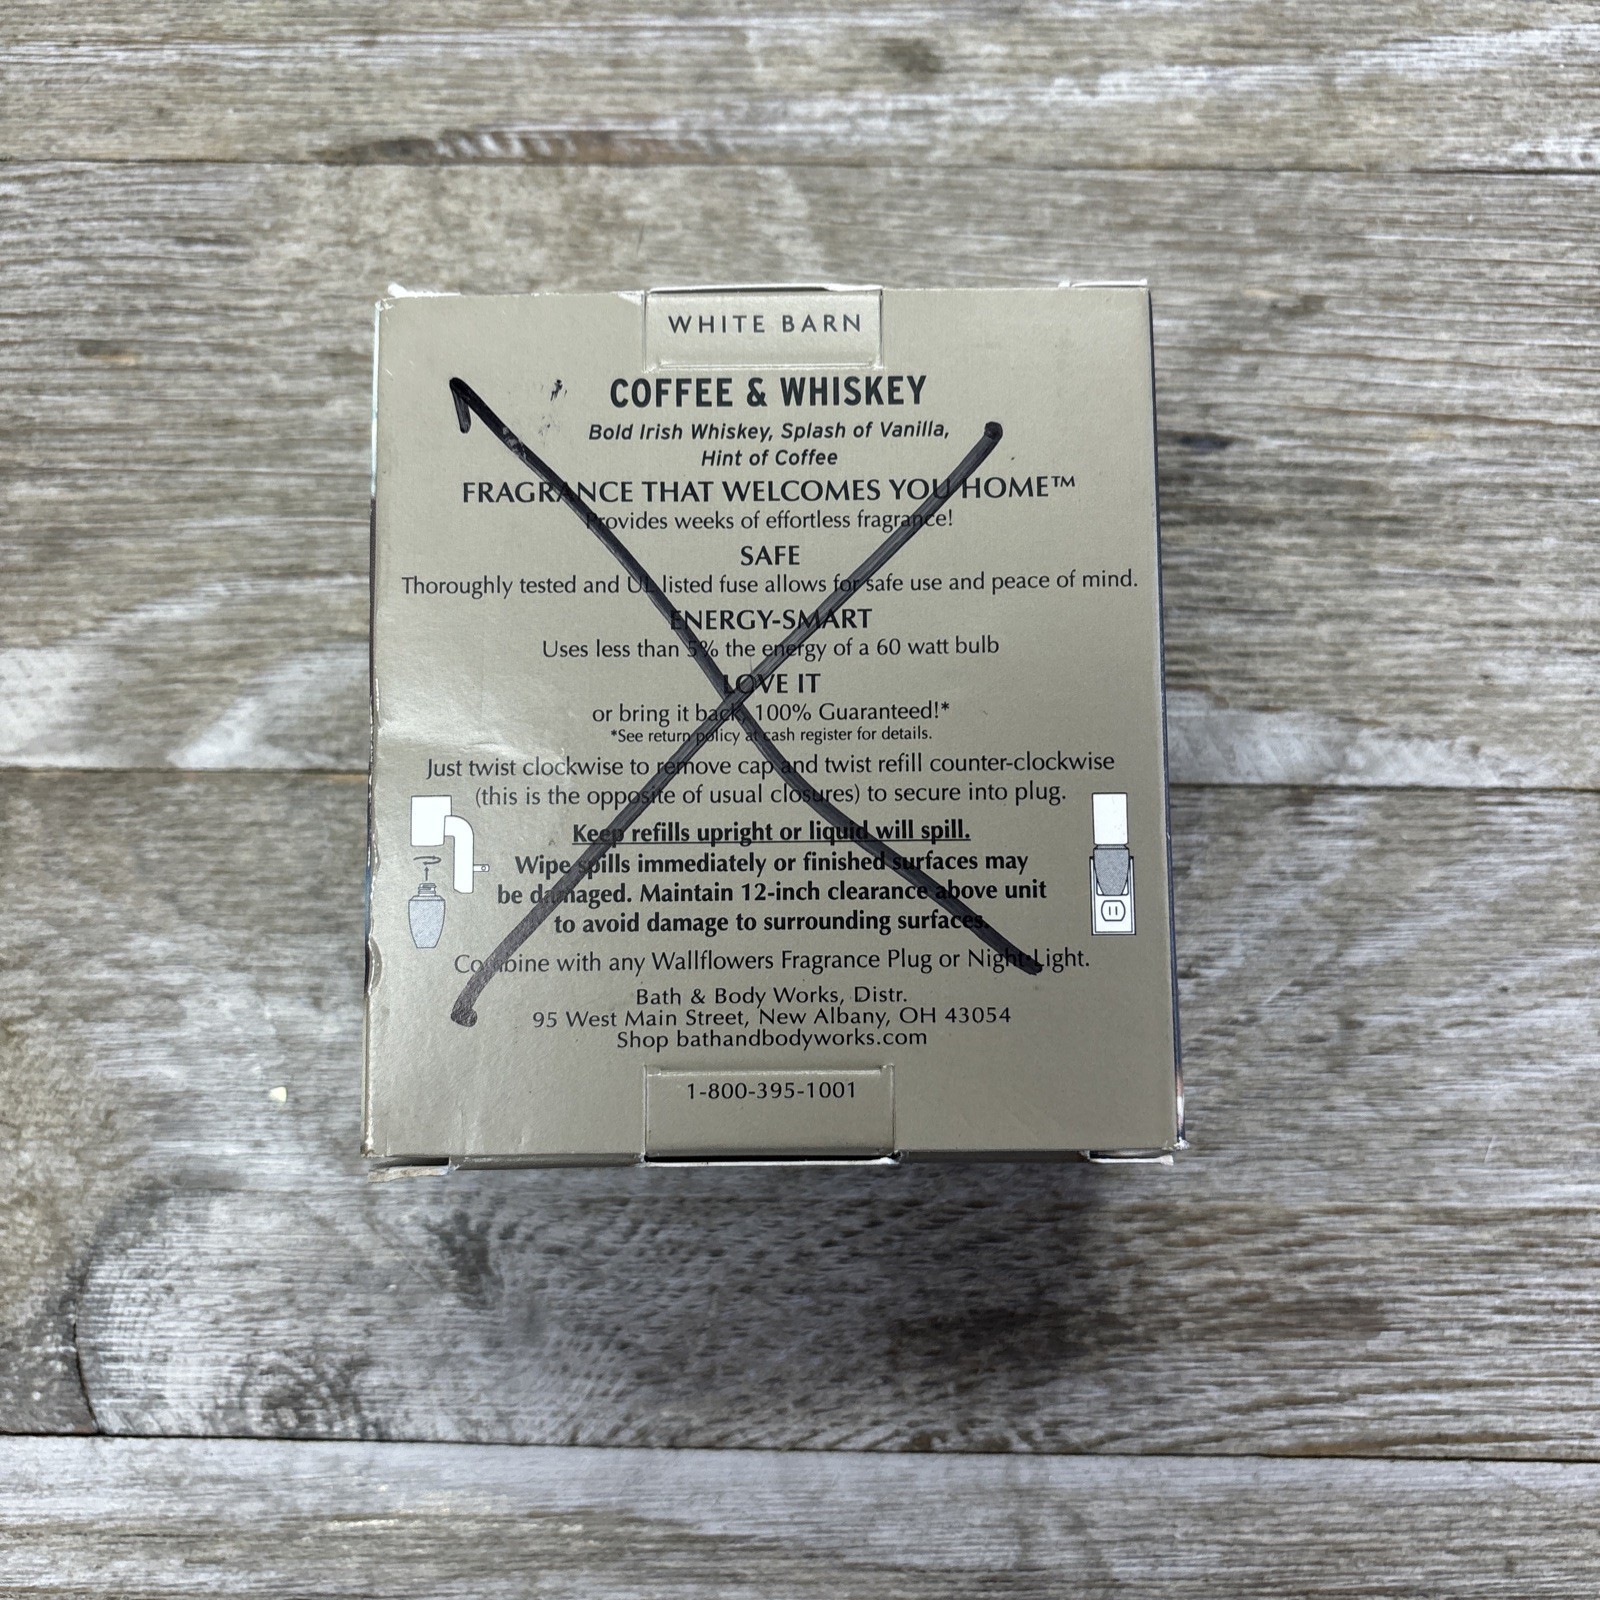 WHITE BARN
COFFEE & WHISKEY
Bold Irish Whiskey, Splash of Vanilla,
Hint of Coffee
FRAGRANCE THAT WELCOMES YOU HOME™
Provides weeks of effortless fragrance!
SAFE
Thoroughly tested and UL listed fuse allows for safe use and peace of mind.
ENERGY-SMART
Uses less than 5% the energy of a 60 watt bulb
LOVE IT
or bring it back, 100% Guaranteed!*
*See return policy at cash register for details.
Just twist clockwise to remove cap and twist refill counter-clockwise
(this is the opposite of usual closures) to secure into plug.
Keep refills upright or liquid will spill.
Wipe spills immediately or finished surfaces may
be damaged. Maintain 12-inch clearance above unit
to avoid damage to surrounding surfaces.
Combine with any Wallflowers Fragrance Plug or Night-Light.
Bath & Body Works, Distr.
95 West Main Street, New Albany, OH 43054
Shop bathandbodyworks.com
1-800-395-1001